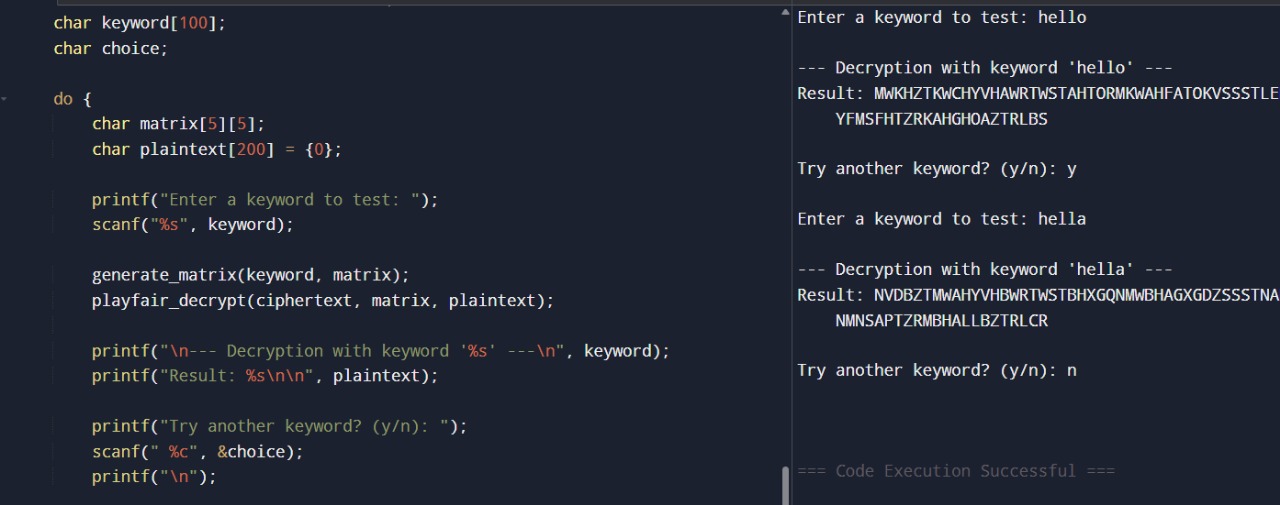 char keyword[100];
char choice;
do {
char matrix[5][5];
char plaintext[200] = {0};
printf("Enter a keyword to test: ");
scanf("%s", keyword);
generate_matrix(keyword, matrix);
playfair_decrypt(ciphertext, matrix, plaintext);
printf("\n--- Decryption with keyword '%s' ---\n", keyword);
printf("Result: %s\n\n", plaintext);
printf("Try another keyword? (y/n): ");
scanf(" %c", &choice);
printf("\n");
Enter a keyword to test: hello
--- Decryption with keyword 'hello' ---
Result: MWKHZTKWCHYVHAWRTWSTAHTORMKWAHFATOKVSSSTLE
YFMSFHTZRKAHGHOAZTRLBS
Try another keyword? (y/n): y
Enter a keyword to test: hella
--- Decryption with keyword 'hella' ---
Result: NVDBZTMWAHYVHBWRTWSTBHXGQNMWBHAGXGDZSSSTNA
NMNSAPTZRMBHALLBZTRLCR
Try another keyword? (y/n): n
=== Code Execution Successful ===